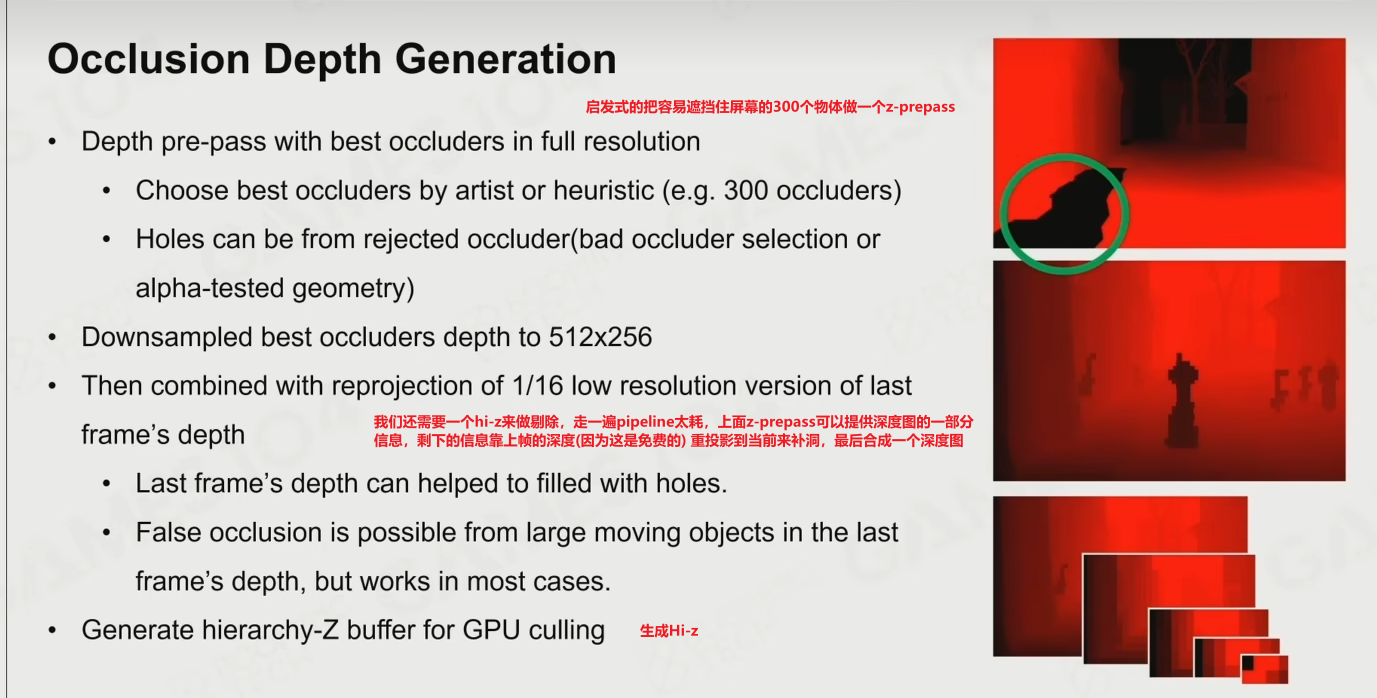 Occlusion Depth Generation
启发式的把容易遮挡住屏幕的300个物体做一个z-prepass
• Depth pre-pass with best occluders in full resolution
• Choose best occluders by artist or heuristic (e.g. 300 occluders)
• Holes can be from rejected occluder(bad occluder selection or
alpha-tested geometry)
• Downsampled best occluders depth to 512x256
• Then combined with reprojection of 1/16 low resolution version of last
frame’s depth
我们还需要一个hi-z来做剔除，走一遍pipeline太耗，上面z-prepass可以提供深度图的一部分
信息，剩下的信息靠上帧的深度(因为这是免费的) 重投影到当前来补洞，最后合成一个深度图
• Last frame’s depth can helped to filled with holes.
• False occlusion is possible from large moving objects in the last
frame’s depth, but works in most cases.
• Generate hierarchy-Z buffer for GPU culling
生成Hi-z